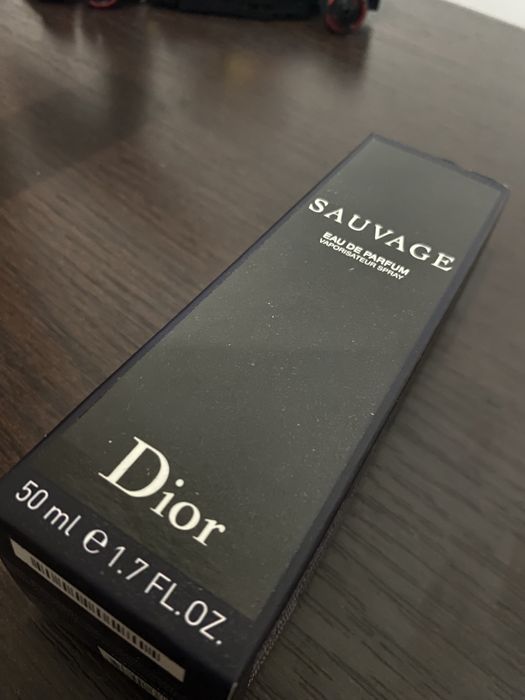 SAUVAGE
EAU DE PARFUM
VAPORISATEUR SPRAY
Dior
50 ml e 1.7 FL.OZ.